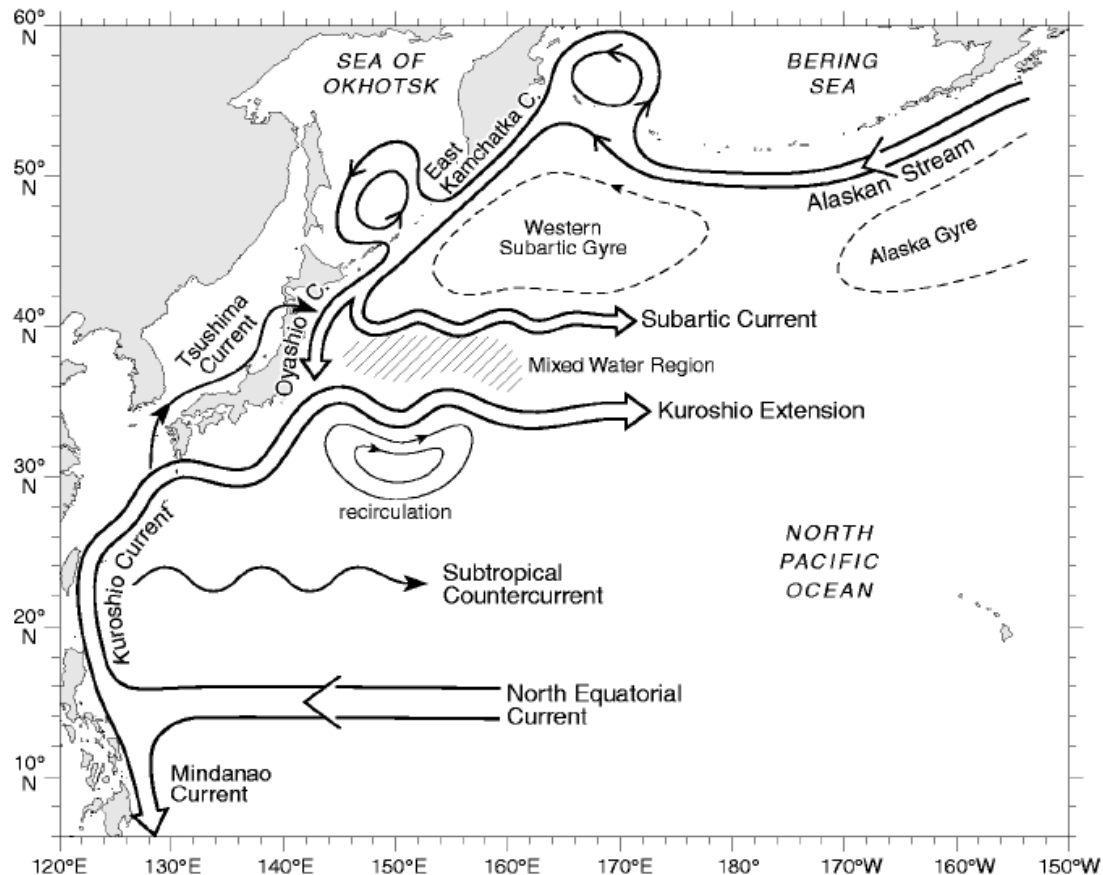 60°
N
50°
N
40°
N
30°
N
20°
N
10°
N
SEA OF
OKHOTSK
BERING
SEA
East
Kamchatka C.
Alaskan Stream
Western
Subartic Gyre
Alaska Gyre
Tsushima
Current
Oyashio C.
Subartic Current
Mixed Water Region
Kuroshio Extension
recirculation
Kuroshio Current
NORTH
PACIFIC
OCEAN
Subtropical
Countercurrent
North Equatorial
Current
Mindanao
Current
120°E
130°E
140°E
150°E
160°E
170°E
180°
170°W
160°W
150°W